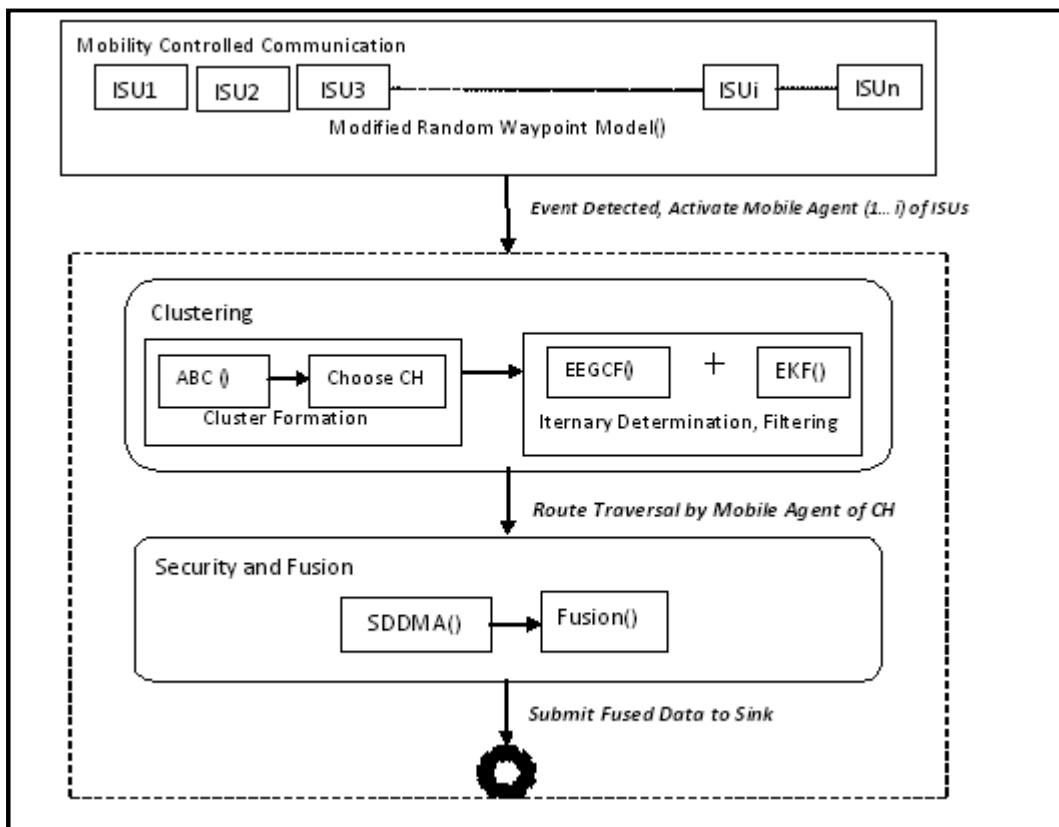 Mobility Controlled Communication
ISU1 ISU2 ISU3 ISUi ISUn
Modified Random Waypoint Model()
Event Detected, Activate Mobile Agent (1... i) of ISUs
Clustering
ABC () Choose CH
Cluster Formation
EEGCF() + EKF()
Iternary Determination, Filtering
Route Traversal by Mobile Agent of CH
Security and Fusion
SDDMA() Fusion()
Submit Fused Data to Sink